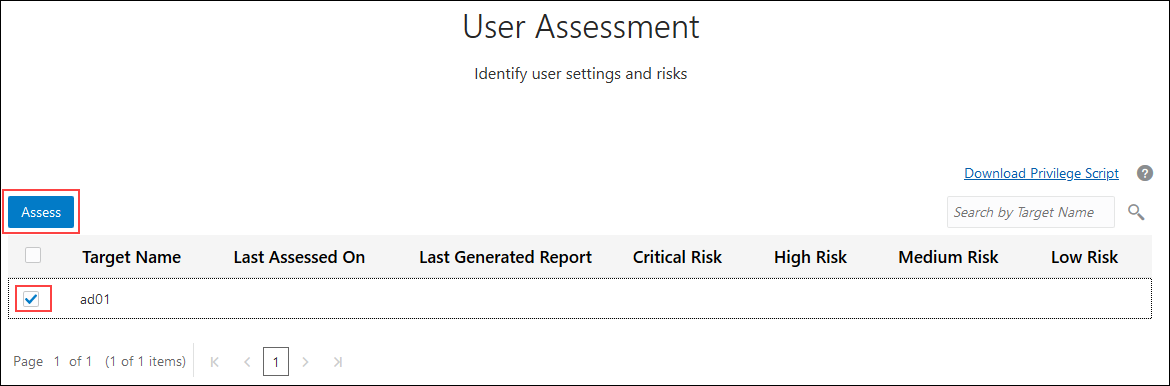 User Assessment
Identify user settings and risks
Download Privilege Script ?
Assess Search by Target Name
Target Name Last Assessed On Last Generated Report Critical Risk High Risk Medium Risk Low Risk
ad01
Page 1 of 1 (1 of 1 items) 1